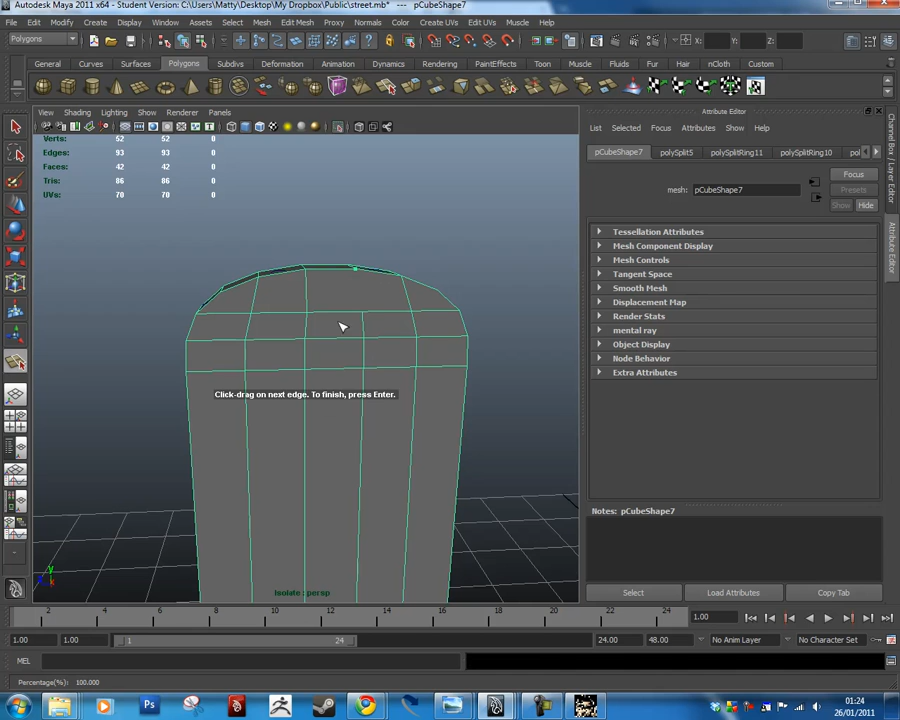 Autodesk Maya 2011 x64 - Student Version: C:\Users\Matty\Desktop\My Dropbox\Public\street.mb* --- pCubeShape7
File Edit Modify Create Display Window Assets Select Mesh Edit Mesh Proxy Normals Color Create UVs Edit UVs Muscle Help
Polygons X: Y: Z:
General Curves Surfaces Polygons Subdivs Deformation Animation Dynamics Rendering PaintEffects Toon Muscle Fluids Fur Hair nCloth Custom
View Shading Lighting Show Renderer Panels
Attribute Editor
List Selected Focus Attributes Show Help
Verts: 52 52 0
Edges: 93 93 0
Faces: 42 42 0
Tris: 86 86 0
UVs: 70 70 0
pCubeShape7 polySplit5 polySplitRing11 polySplitRing10 pol
Focus
mesh: pCubeShape7
Presets
Show Hide
Tessellation Attributes
Mesh Component Display
Mesh Controls
Tangent Space
Smooth Mesh
Displacement Map
Render Stats
mental ray
Object Display
Node Behavior
Extra Attributes
Channel Box / Layer Editor
Attribute Editor
Click-drag on next edge. To finish, press Enter.
Notes: pCubeShape7
Isolate : persp
Select Load Attributes Copy Tab
2 4 6 8 10 12 14 16 18 20 22 24
1.00
1.00 1.00 1 24 24.00 48.00 No Anim Layer No Character Set
MEL
Percentage(%): 100.000
Ps
01:24
26/01/2011